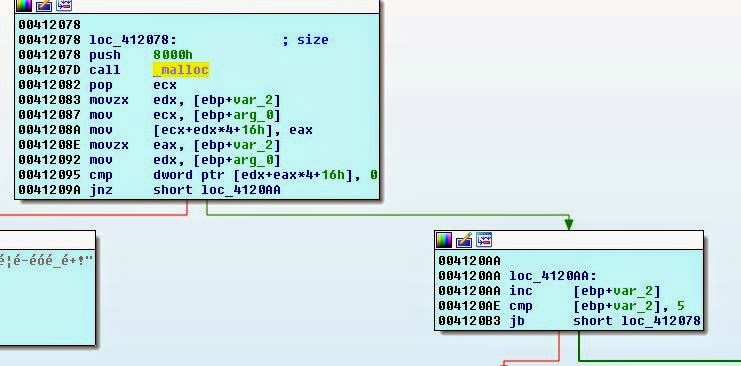 00412078
00412078 loc_412078: ; size
00412078 push 8000h
0041207D call _malloc
00412082 pop ecx
00412083 movzx edx, [ebp+var_2]
00412087 mov ecx, [ebp+arg_0]
0041208A mov [ecx+edx*4+16h], eax
0041208E movzx eax, [ebp+var_2]
00412092 mov edx, [ebp+arg_0]
00412095 cmp dword ptr [edx+eax*4+16h], 0
0041209A jnz short loc_4120AA
é¦é-éóé_é+!"
004120AA
004120AA loc_4120AA:
004120AA inc [ebp+var_2]
004120AE cmp [ebp+var_2], 5
004120B3 jb short loc_412078